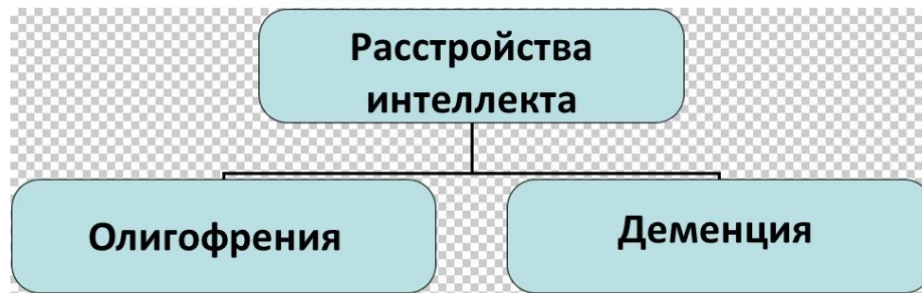 Расстройства
интеллекта
Олигофрения
Деменция